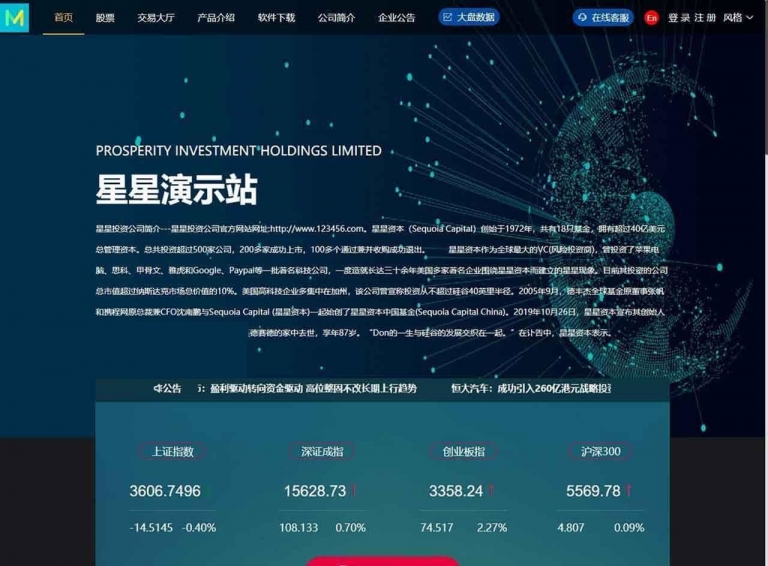 M 首页 股票 交易大厅 产品介绍 软件下载 公司简介 企业公告 大盘数据 在线客服 En 登录 注册 风格
PROSPERITY INVESTMENT HOLDINGS LIMITED
星星演示站
星星投资公司简介---星星投资公司官方网站网址:http://www.123456.com。星星资本（Sequoia Capital）创始于1972年，共有18只基金，拥有超过40亿美元
总管理资本。总共投资超过500家公司，200多家成功上市，100多个通过兼并收购成功退出。 星星资本作为全球最大的VC(风险投资商)，曾投资了苹果电
脑、思科、甲骨文、雅虎和Google、Paypal等一批著名科技公司，一度造就长达三十余年美国多家著名企业围绕星星资本而建立的星星现象。目前其投资的公司
总市值超过纳斯达克市场总价值的10%。美国高科技企业多集中在加州，该公司曾宣称投资从不超过硅谷40英里半径。2005年9月，德丰杰全球基金原董事张帆
和携程网原总裁兼CFO沈南鹏与Sequoia Capital (星星资本)一起始创了星星资本中国基金(Sequoia Capital China)。2019年10月26日，星星资本宣布其创始人
德赛德的家中去世，享年87岁。 “Don的一生与硅谷的发展交织在一起。” 在讣告中，星星资本表示。
公告 亏：盈利驱动转向资金驱动 高位整固不改长期上行趋势 恒大汽车：成功引入260亿港元战略投资
上证指数 深证成指 创业板指 沪深300
3606.7496 15628.73↑ 3358.24↑ 5569.78↑
-14.5145 -0.40% 108.133 0.70% 74.517 2.27% 4.807 0.09%